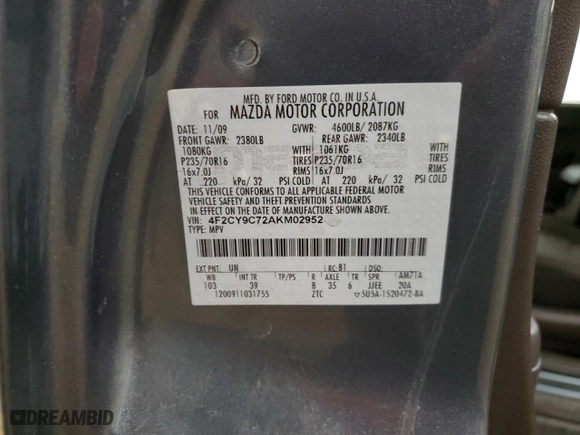 MFD. BY FORD MOTOR CO. IN U.S.A.
FOR MAZDA MOTOR CORPORATION
DATE: 11/09 GVWR: 4600LB/ 2087KG
FRONT GAWR: 2380LB REAR GAWR: 2340LB
1080KG WITH 1061KG WITH
P235/70R16 TIRES P235/70R16 TIRES
16x7.0J RIMS 16x7.0J RIMS
AT 220 kPa/ 32 PSI COLD AT 220 kPa/ 32 PSI COLD
THIS VEHICLE CONFORMS TO ALL APPLICABLE FEDERAL MOTOR
VEHICLE SAFETY AND THEFT PREVENTION STANDARDS
IN EFFECT ON THE DATE OF MANUFACTURE SHOWN ABOVE.
VIN: 4F2CY9C72AKM02952
TYPE: MPV
EXT PNT: UN RC: 81 DSO:
WB INT TR TP/PS R AXLE TR SPR AM71A
103 39 8 35 6 JJEE 20A
1200911031755 ZTC 5U5A-1520472-BA
DREAMBID